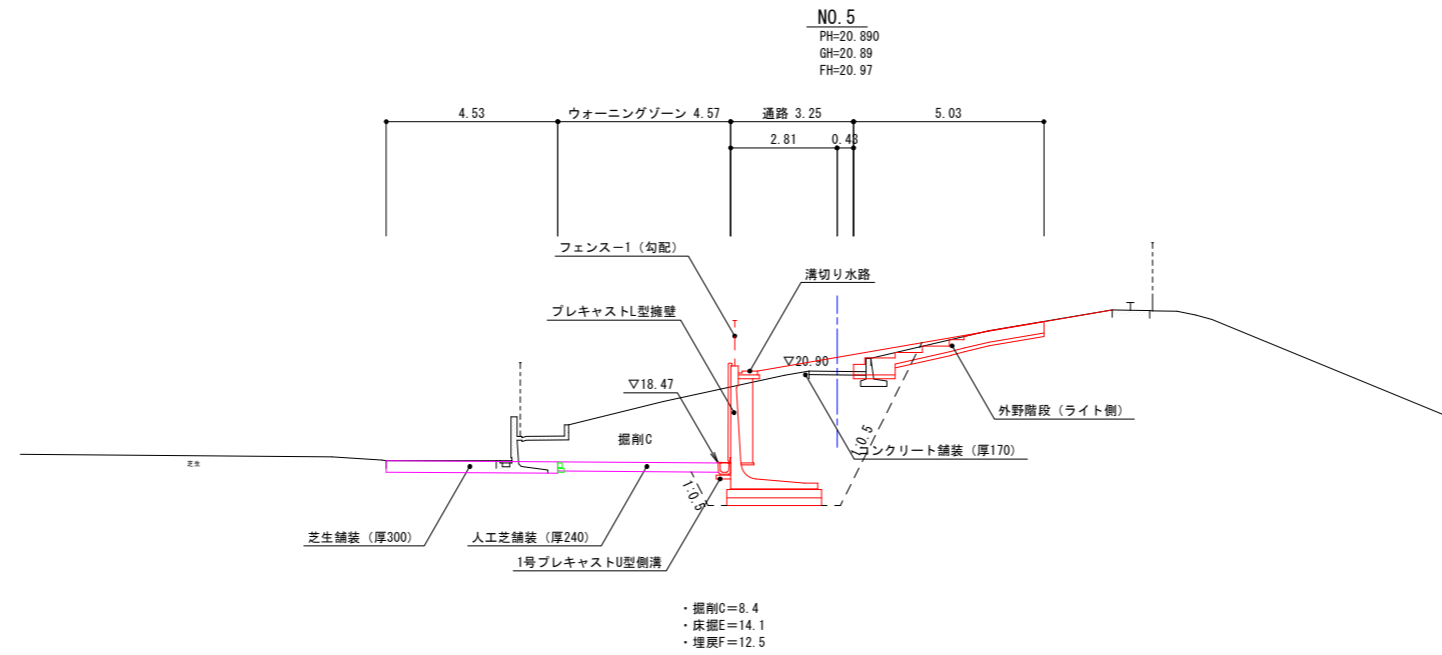 NO.5
PH=20.890
GH=20.89
FH=20.97
4.53
ウォーニングゾーン 4.57
通路 3.25
5.03
2.81
0.43
フェンスー1（勾配）
溝切り水路
プレキャストL型擁壁
▽20.90
▽18.47
外野階段（ライト側）
掘削C
1:0.5
コンクリート舗装（厚170）
芝生
1:0.5
芝生舗装（厚300）
人工芝舗装（厚240）
1号プレキャストU型側溝
・掘削C＝8.4
・床掘E＝14.1
・埋戻F＝12.5